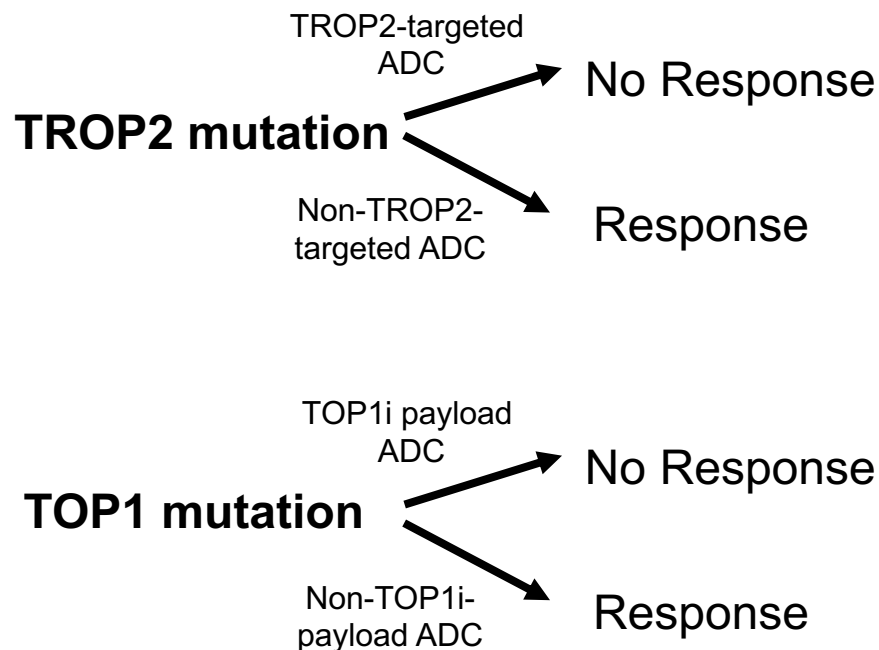 TROP2-targeted
ADC
No Response
TROP2 mutation
Non-TROP2-
targeted ADC
Response
TOP1i payload
ADC
No Response
TOP1 mutation
Non-TOP1i-
payload ADC
Response